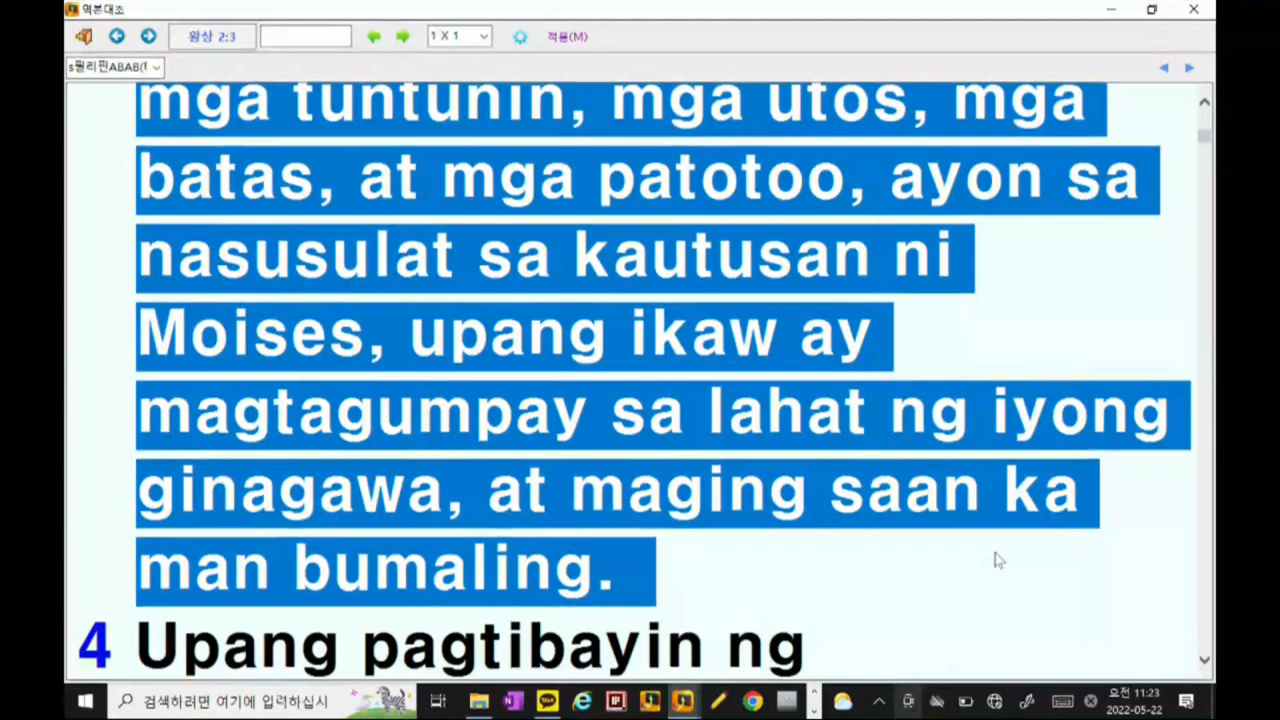 역본대조
왕상 2:3
1 X 1
적용(M)
s필리핀ABAB(
mga tuntunin, mga utos, mga
batas, at mga patotoo, ayon sa
nasusulat sa kautusan ni
Moises, upang ikaw ay
magtagumpay sa lahat ng iyong
ginagawa, at maging saan ka
man bumaling.
4 Upang pagtibayin ng
검색하려면 여기에 입력하십시
TALK
오전 11:23
2022-05-22